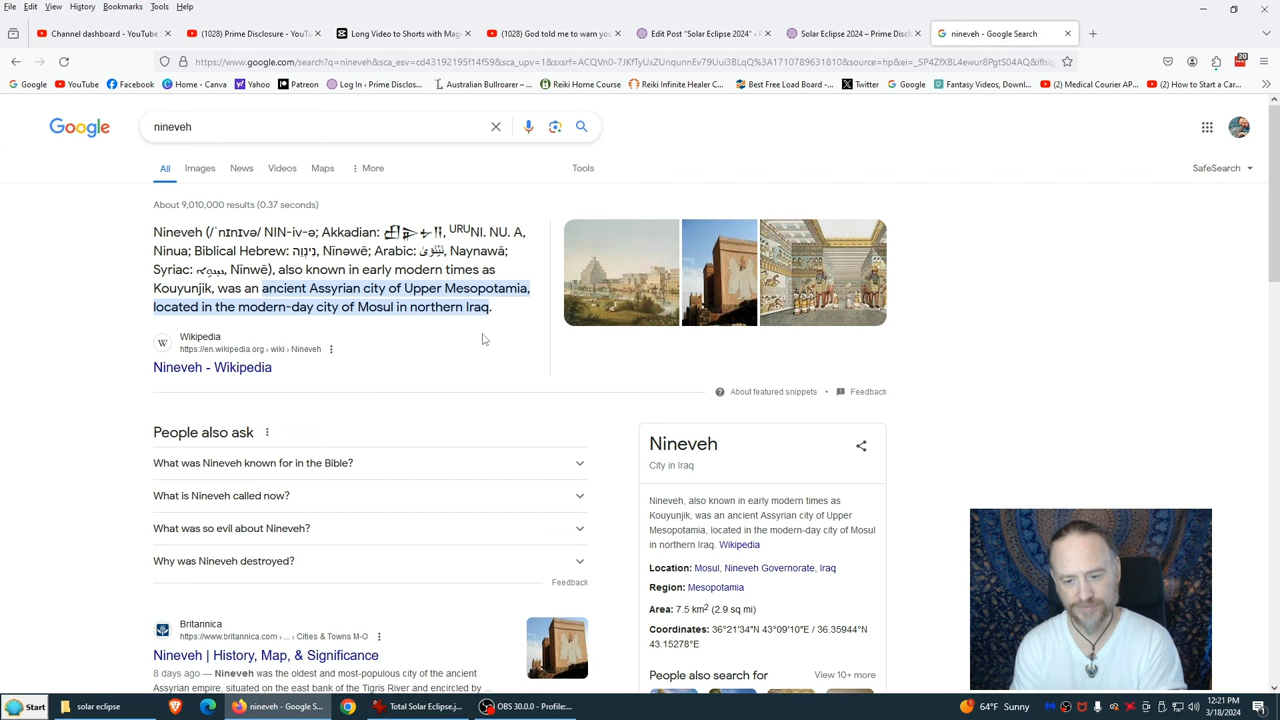 File Edit View History Bookmarks Tools Help
Channel dashboard - YouTube S
(1028) Prime Disclosure - YouTu
Long Video to Shorts with Mag
(1028) God told me to warn you
Edit Post "Solar Eclipse 2024" ‹
Solar Eclipse 2024 – Prime Discl
nineveh - Google Search
Google YouTube Facebook Home - Canva Yahoo Patreon Log In ‹ Prime Disclos... Australian Bullroarer –... Reiki Home Course Reiki Infinite Healer C... Best Free Load Board -... Twitter Google Fantasy Videos, Downl... (2) Medical Courier AP... (2) How to Start a Car...
Google
nineveh
All Images News Videos Maps More Tools SafeSearch
About 9,010,000 results (0.37 seconds)
Nineveh (/ˈnɪnɪvə/ NIN-iv-ə; Akkadian: URUNI. NU. A,
Ninua; Biblical Hebrew: נִינְוֵה, Nīnəwē; Arabic: نَيْنَوَىٰ, Naynawā;
Syriac: Nīnwē), also known in early modern times as
Kouyunjik, was an ancient Assyrian city of Upper Mesopotamia,
located in the modern-day city of Mosul in northern Iraq.
W
Wikipedia
https://en.wikipedia.org › wiki › Nineveh
Nineveh - Wikipedia
About featured snippets • Feedback
People also ask
What was Nineveh known for in the Bible?
What is Nineveh called now?
What was so evil about Nineveh?
Why was Nineveh destroyed?
Feedback
Britannica
https://www.britannica.com › ... › Cities & Towns M-O
Nineveh | History, Map, & Significance
8 days ago — Nineveh was the oldest and most-populous city of the ancient
Assyrian empire, situated on the east bank of the Tigris River and encircled by ...
Nineveh
City in Iraq
Nineveh, also known in early modern times as
Kouyunjik, was an ancient Assyrian city of Upper
Mesopotamia, located in the modern-day city of Mosul
in northern Iraq. Wikipedia
Location: Mosul, Nineveh Governorate, Iraq
Region: Mesopotamia
Area: 7.5 km² (2.9 sq mi)
Coordinates: 36°21′34″N 43°09′10″E / 36.35944°N
43.15278°E
People also search for View 10+ more
Start solar eclipse nineveh - Google S... Total Solar Eclipse.j... OBS 30.0.0 - Profile:... 64°F Sunny 12:21 PM
3/18/2024